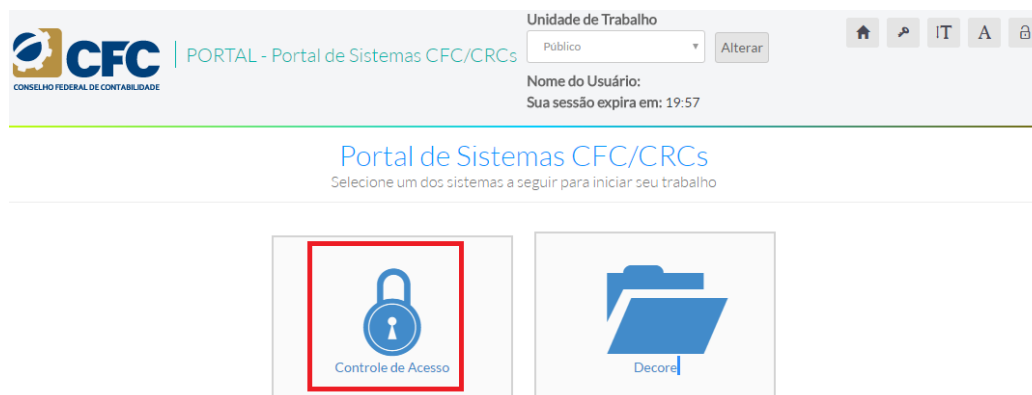 Unidade de Trabalho
CFC
CONSELHO FEDERAL DE CONTABILIDADE
PORTAL - Portal de Sistemas CFC/CRCs
Público
Alterar
Nome do Usuário:
Sua sessão expira em: 19:57
IT
A
Portal de Sistemas CFC/CRCs
Selecione um dos sistemas a seguir para iniciar seu trabalho
Controle de Acesso
Decore